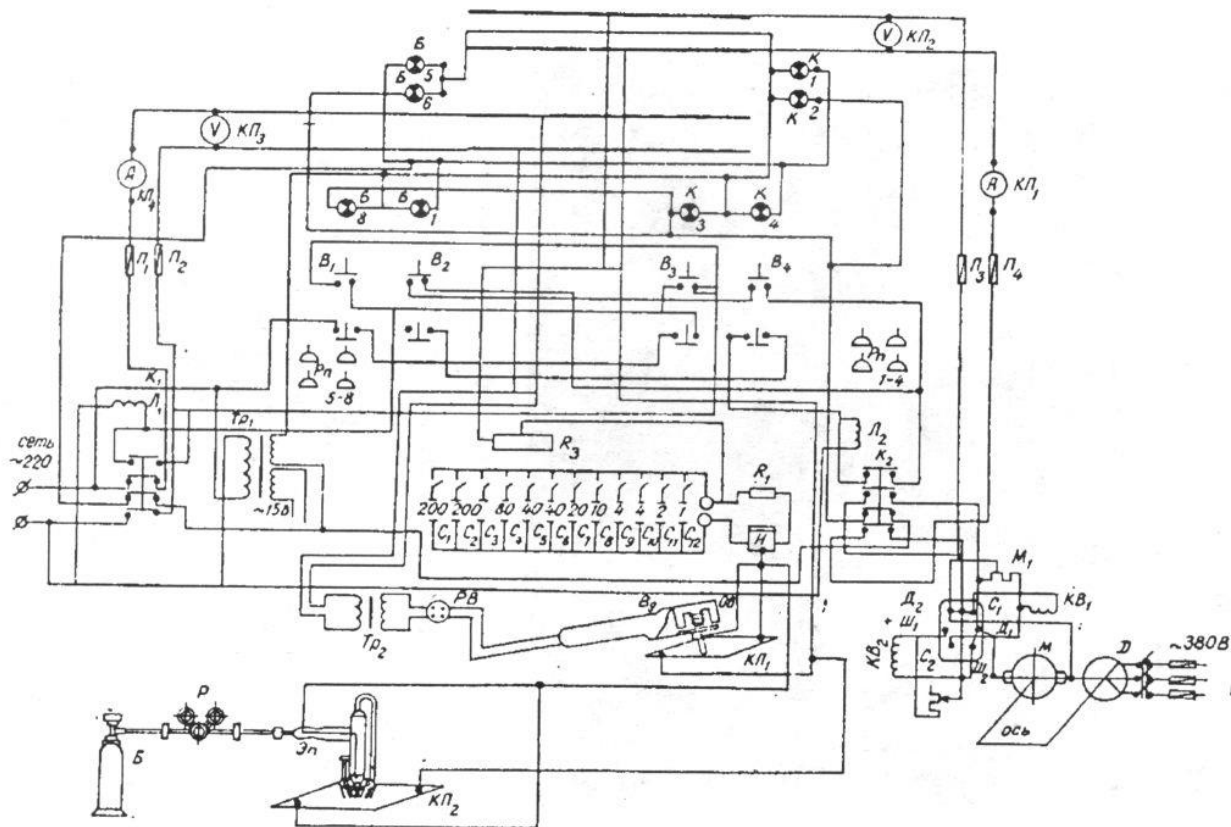 V КП2
Б
Б 5
6
К
1
К 2
V КП3
А
КП4
А КП1
Б Б
8 1
К К
3 4
П1 П2
П3 П4
В1 В2 В3 В4
Рп
5-8
Рп
1-4
К1
Л1
Тр1
сеть
~220
~15в
R3
Л2
К2
R1
200 200 80 40 40 20 10 4 4 2 1
С1 С2 С3 С4 С5 С6 С7 С8 С9 С10 С11 С12
Н
М1
С1
КВ1
Д2
+ Ш1
Д1
КВ2
С2
Ш2
М Д ~380В
ось
Тр2
РВ
Вд
ОВ
КП1
Р
Б
Эп
КП2